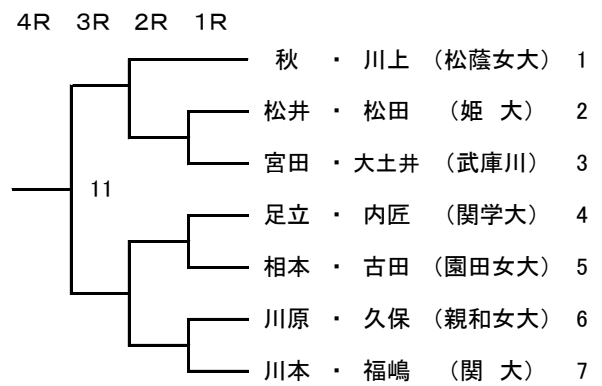 4R 3R 2R 1R
秋 ・ 川上 (松蔭女大) 1
松井 ・ 松田 (姫 大) 2
宮田 ・ 大土井 (武庫川) 3
11
足立 ・ 内匠 (関学大) 4
相本 ・ 古田 (園田女大) 5
川原 ・ 久保 (親和女大) 6
川本 ・ 福嶋 (関 大) 7